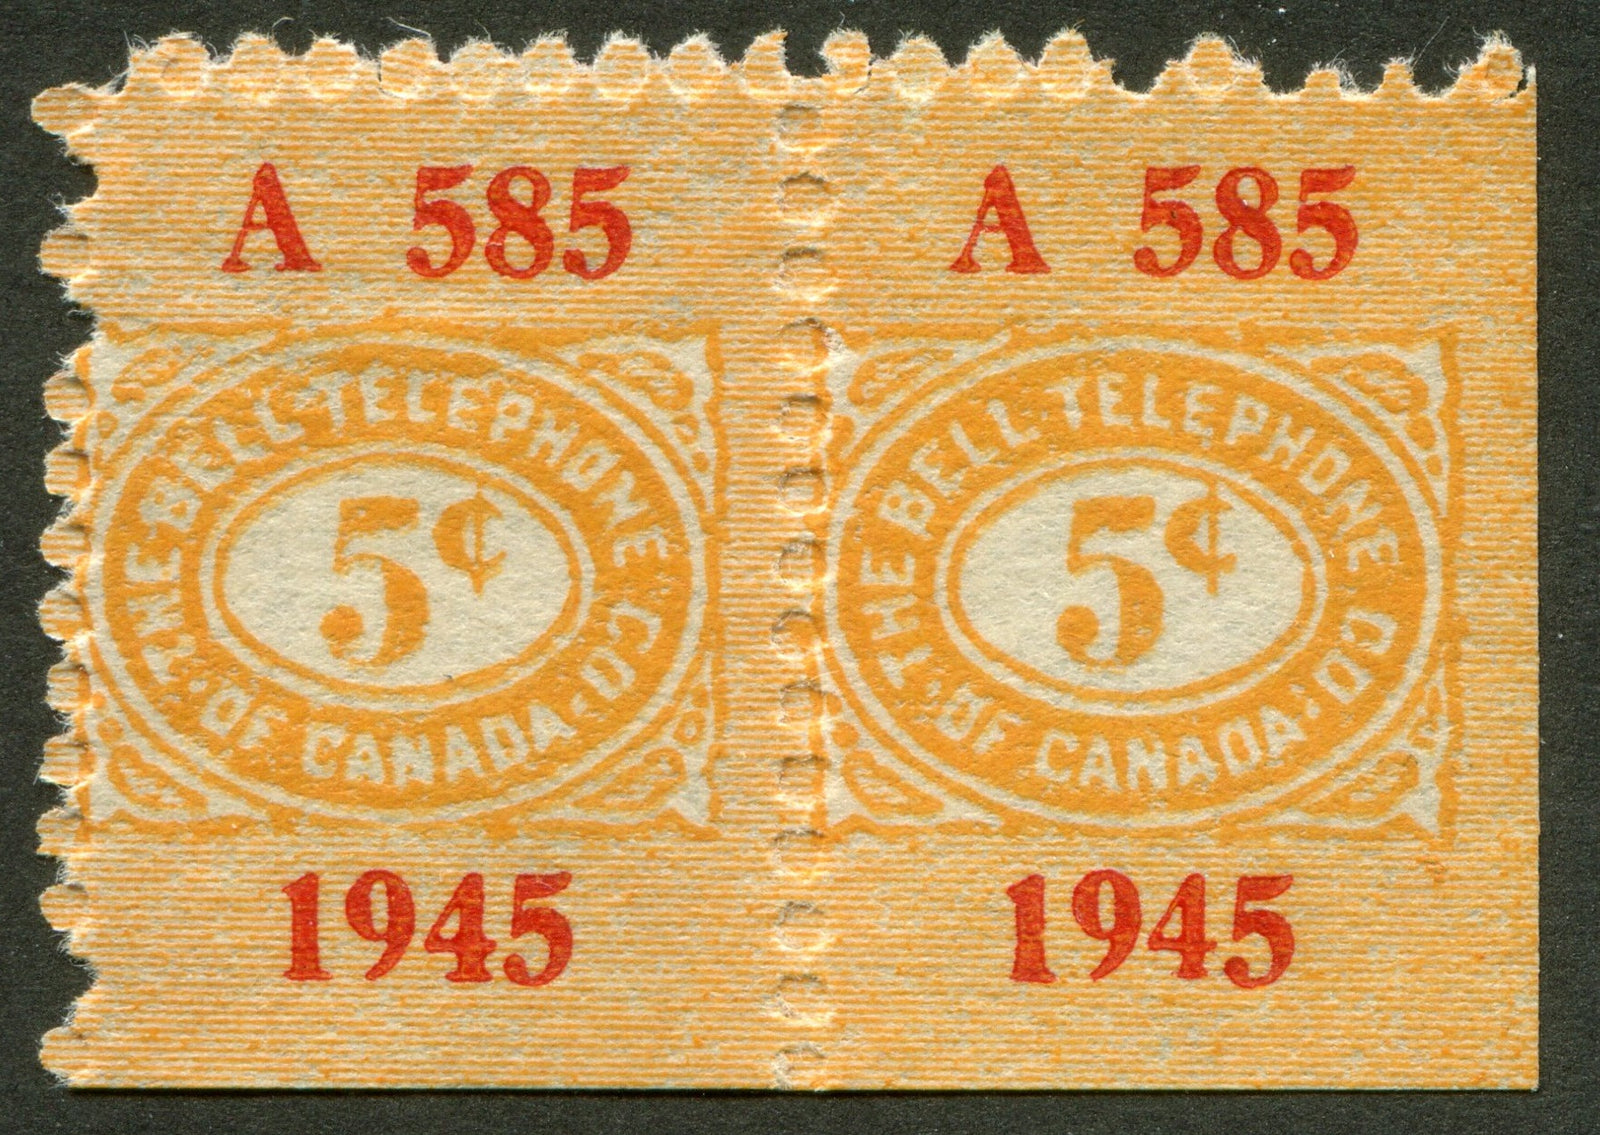 A 585
THE BELL TELEPHONE CO.
OF CANADA
5¢
1945
A 585
THE BELL TELEPHONE CO.
OF CANADA
5¢
1945